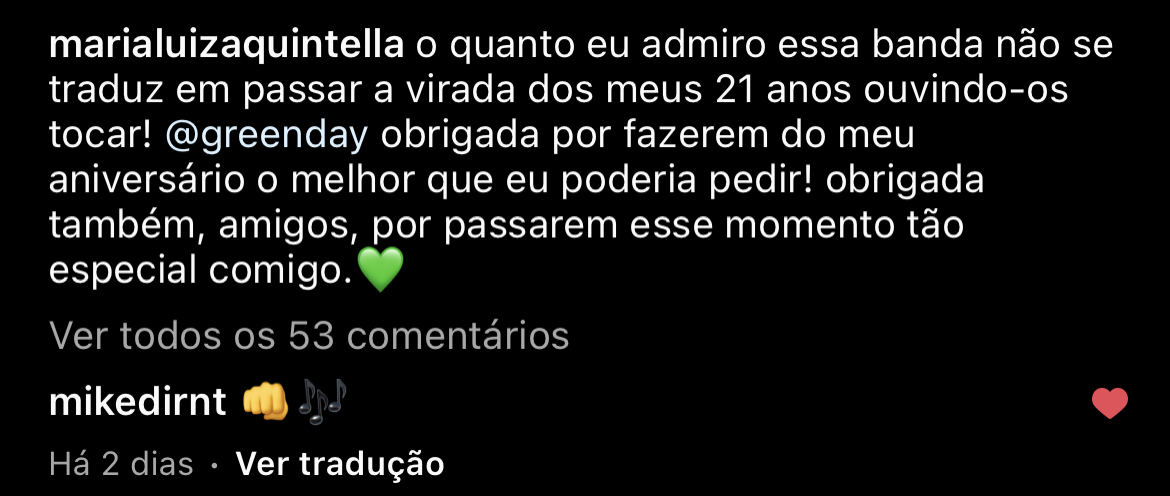 marialuizaquintella o quanto eu admiro essa banda não se
traduz em passar a virada dos meus 21 anos ouvindo-os
tocar! @greenday obrigada por fazerem do meu
aniversário o melhor que eu poderia pedir! obrigada
também, amigos, por passarem esse momento tão
especial comigo.💚
Ver todos os 53 comentários
mikedirnt 👊🎶
Há 2 dias · Ver tradução